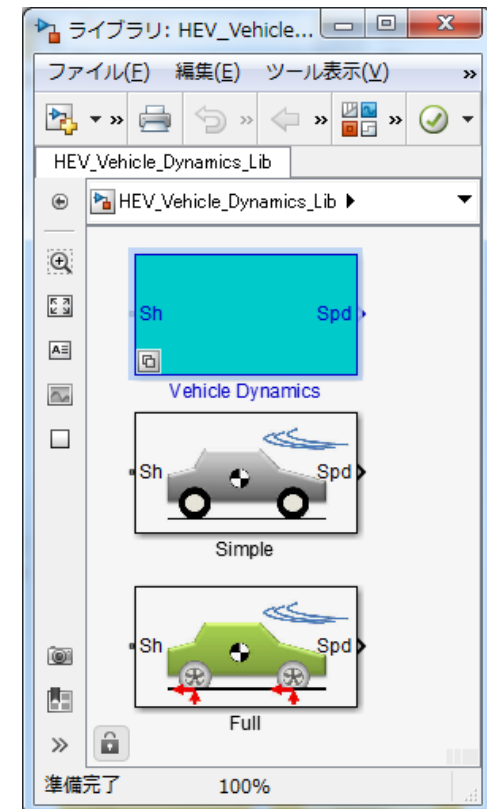 ライブラリ: HEV_Vehicle...
ファイル(F) 編集(E) ツール表示(V) »
HEV_Vehicle_Dynamics_Lib
HEV_Vehicle_Dynamics_Lib
Sh Spd
Vehicle Dynamics
Sh Spd
Simple
Sh Spd
Full
準備完了 100%